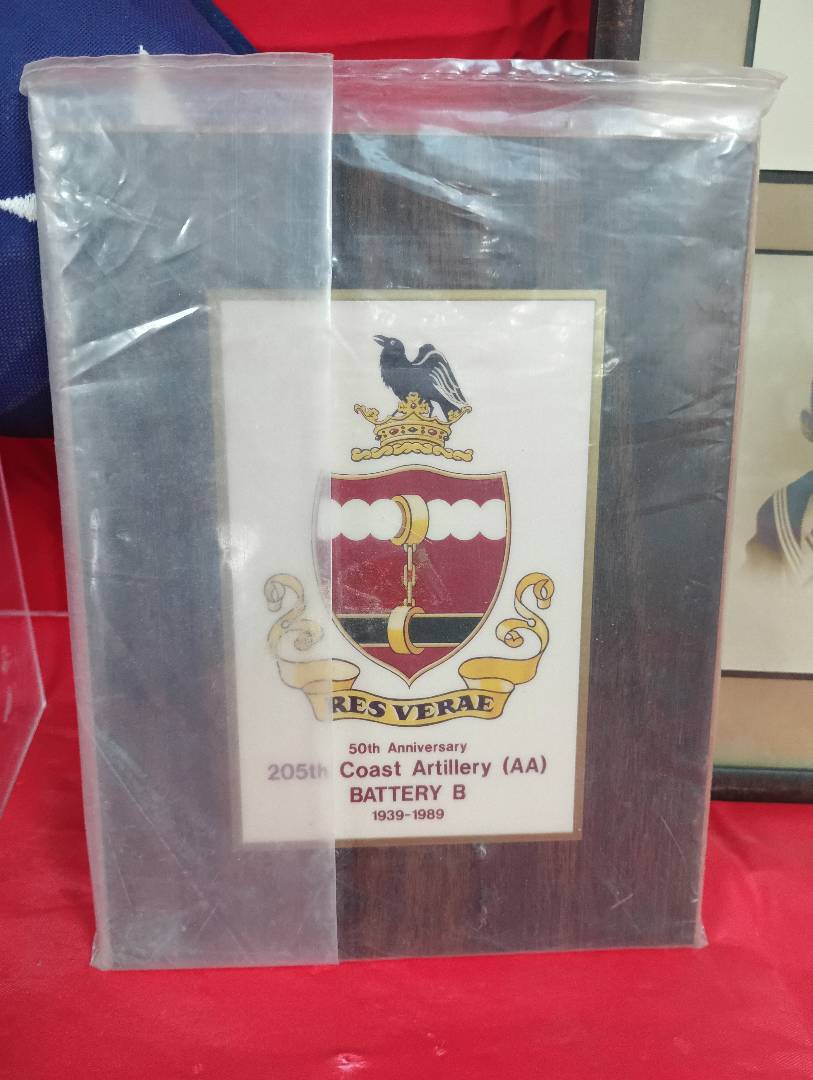 RES VERAE
50th Anniversary
205th Coast Artillery (AA)
BATTERY B
1939-1989